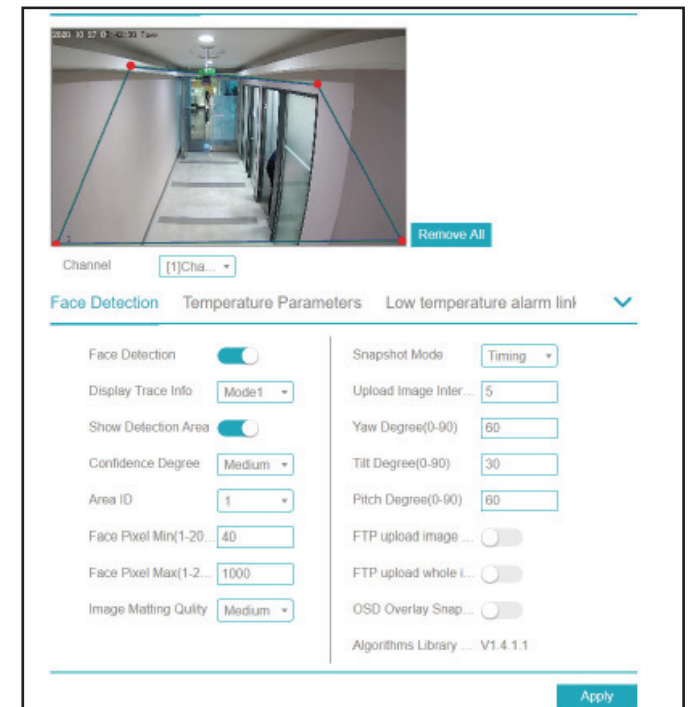 Remove All
Channel [1]Cha...
Face Detection Temperature Parameters Low temperature alarm link
Face Detection
Display Trace Info Mode1
Show Detection Area
Confidence Degree Medium
Area ID 1
Face Pixel Min(1-20... 40
Face Pixel Max(1-2... 1000
Image Matting Qulity Medium
Snapshot Mode Timing
Upload Image Inter... 5
Yaw Degree(0-90) 60
Tilt Degree(0-90) 30
Pitch Degree(0-90) 60
FTP upload image ...
FTP upload whole i...
OSD Overlay Snap...
Algorithms Library ... V1.4.1.1
Apply